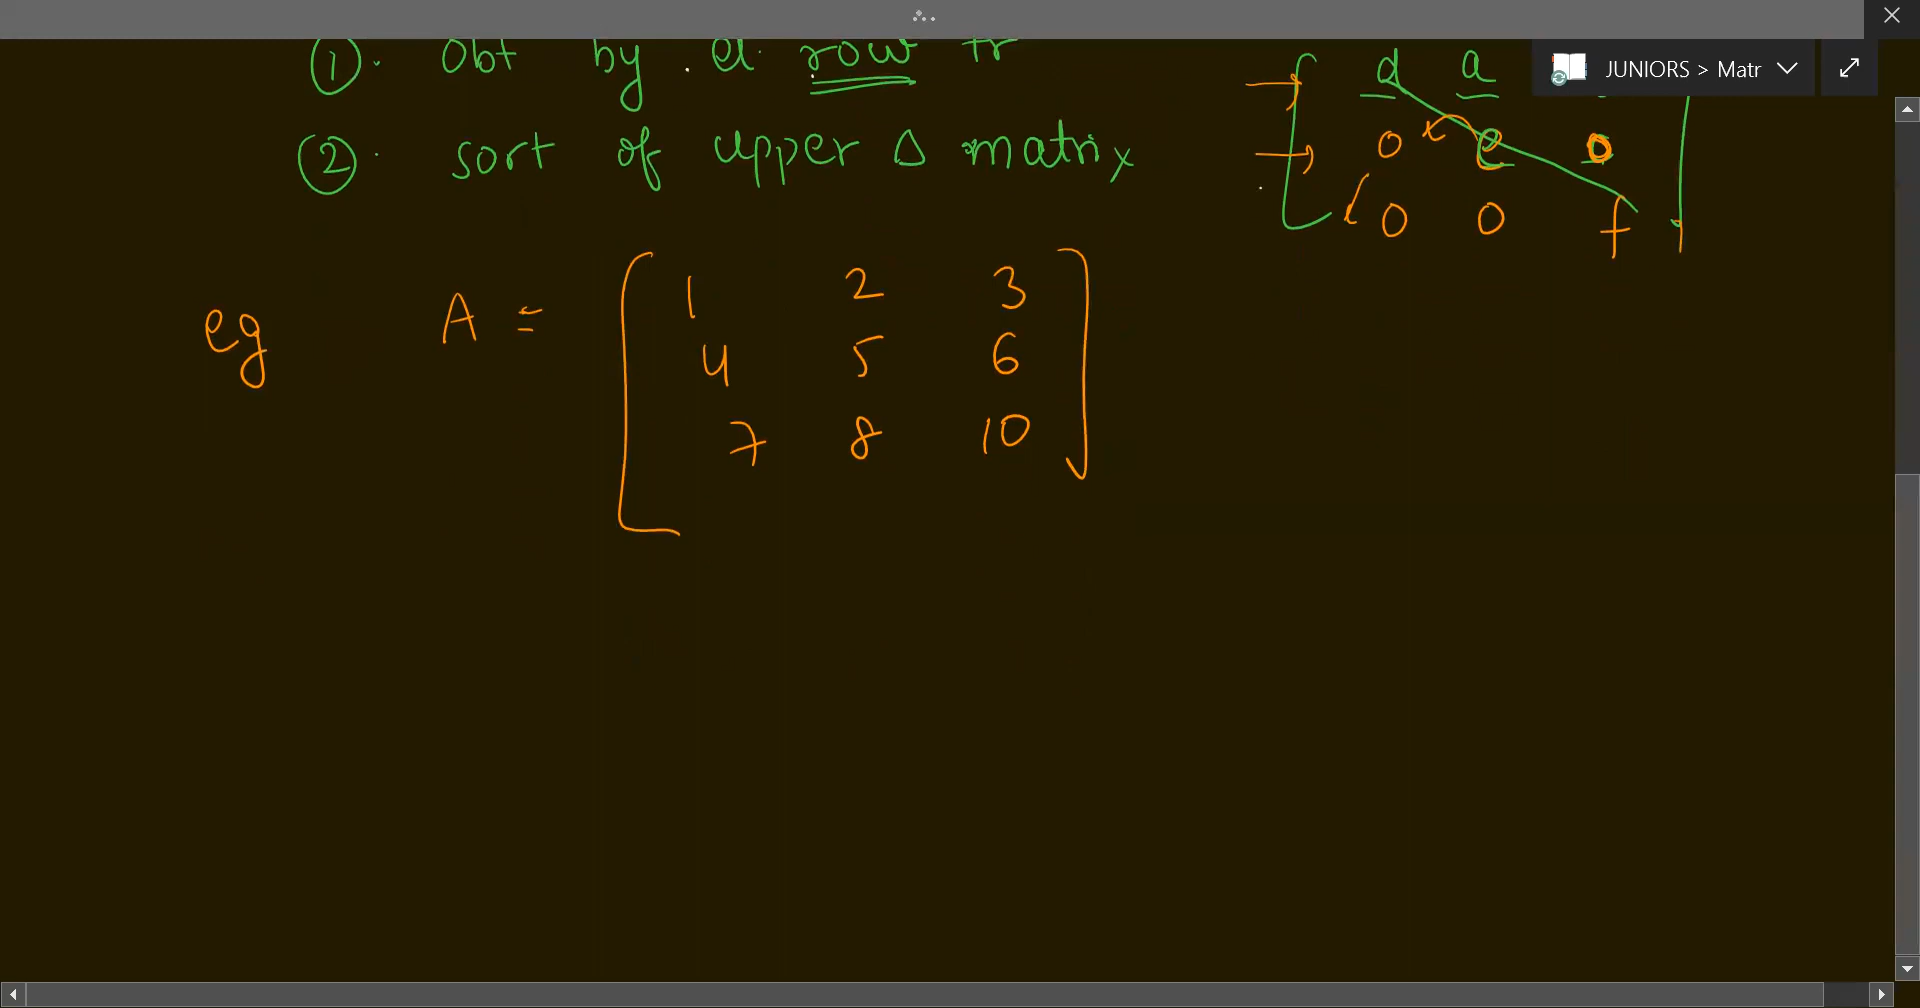 JUNIORS > Matr
①. Obt by el. row tr
②. sort of upper Δ matrix
d a
0 e 0
0 0 f
eg A =
1 2 3
4 5 6
7 8 10